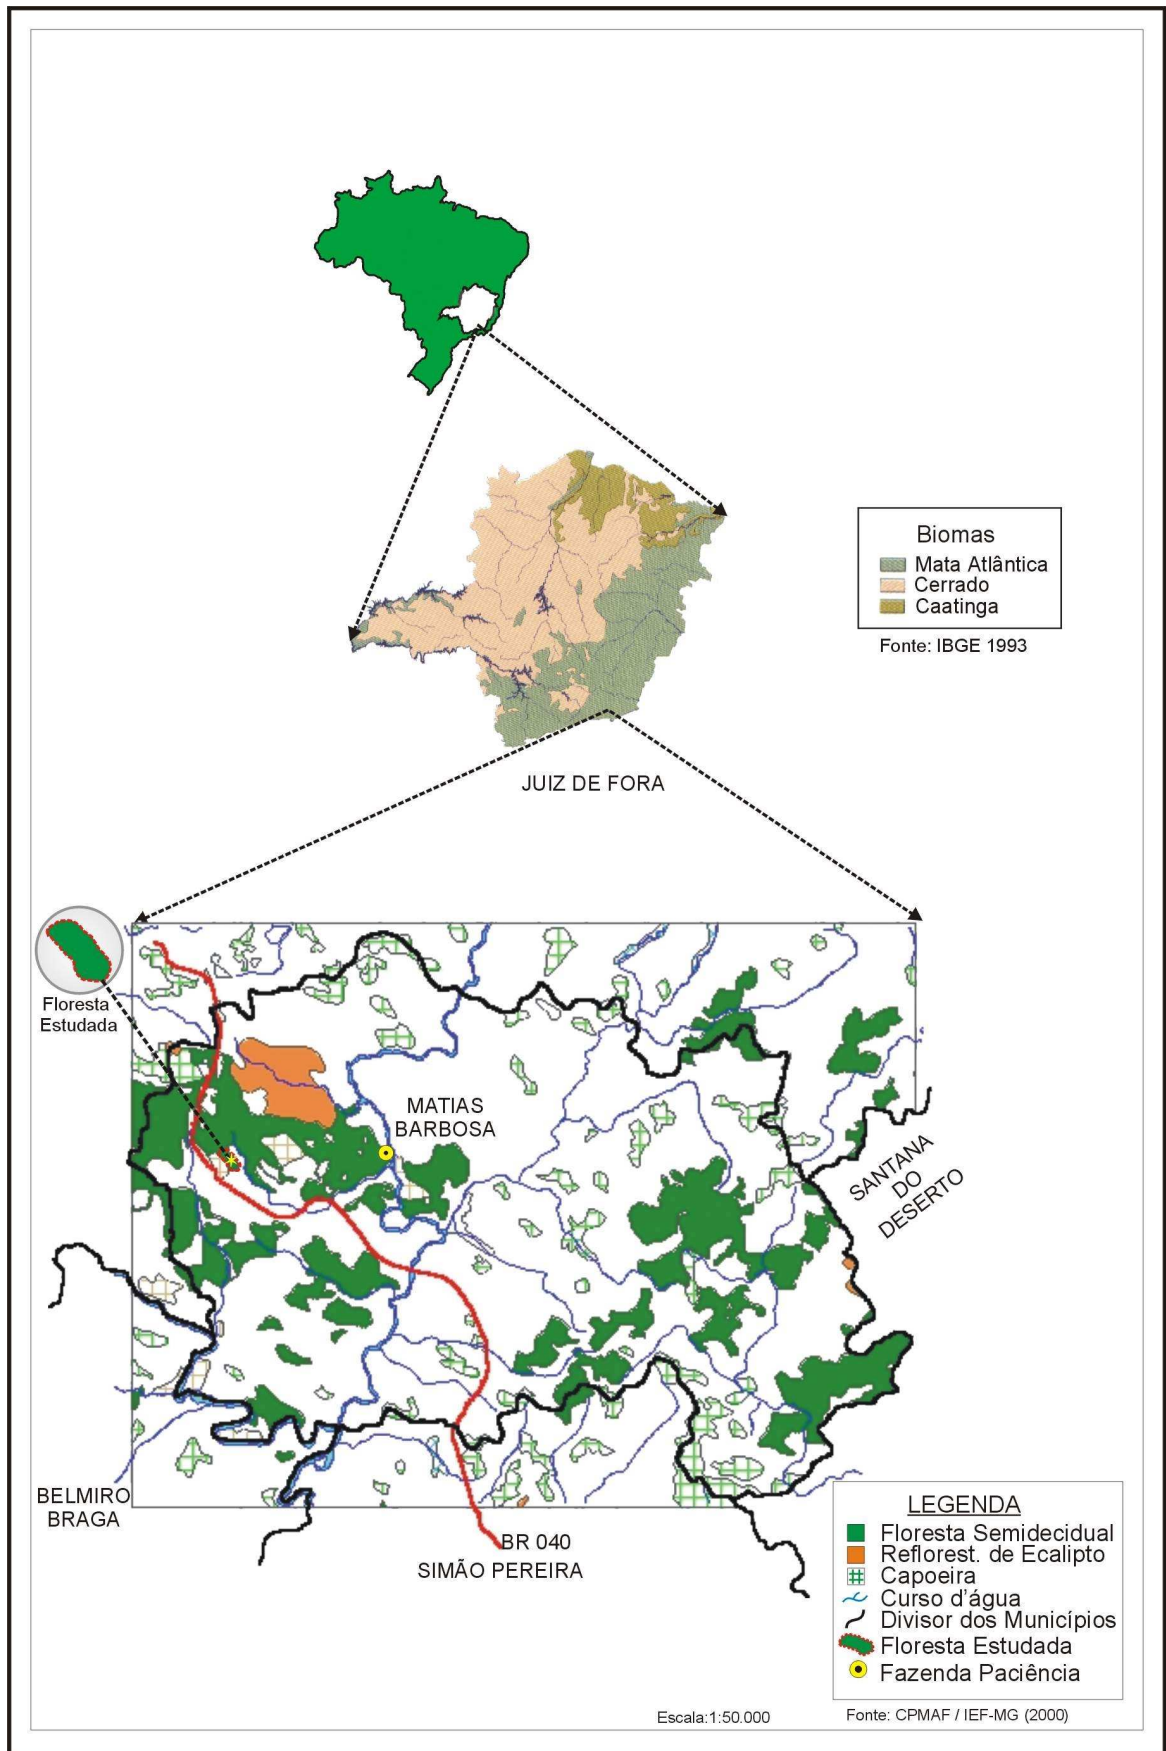 Biomas
Mata Atlântica
Cerrado
Caatinga
Fonte: IBGE 1993
JUIZ DE FORA
Floresta
Estudada
MATIAS
BARBOSA
SANTANA
DO
DESERTO
BELMIRO
BRAGA
BR 040
SIMÃO PEREIRA
LEGENDA
Floresta Semidecidual
Reflorest. de Ecalipto
Capoeira
Curso d'água
Divisor dos Municípios
Floresta Estudada
Fazenda Paciência
Escala:1:50.000
Fonte: CPMAF / IEF-MG (2000)